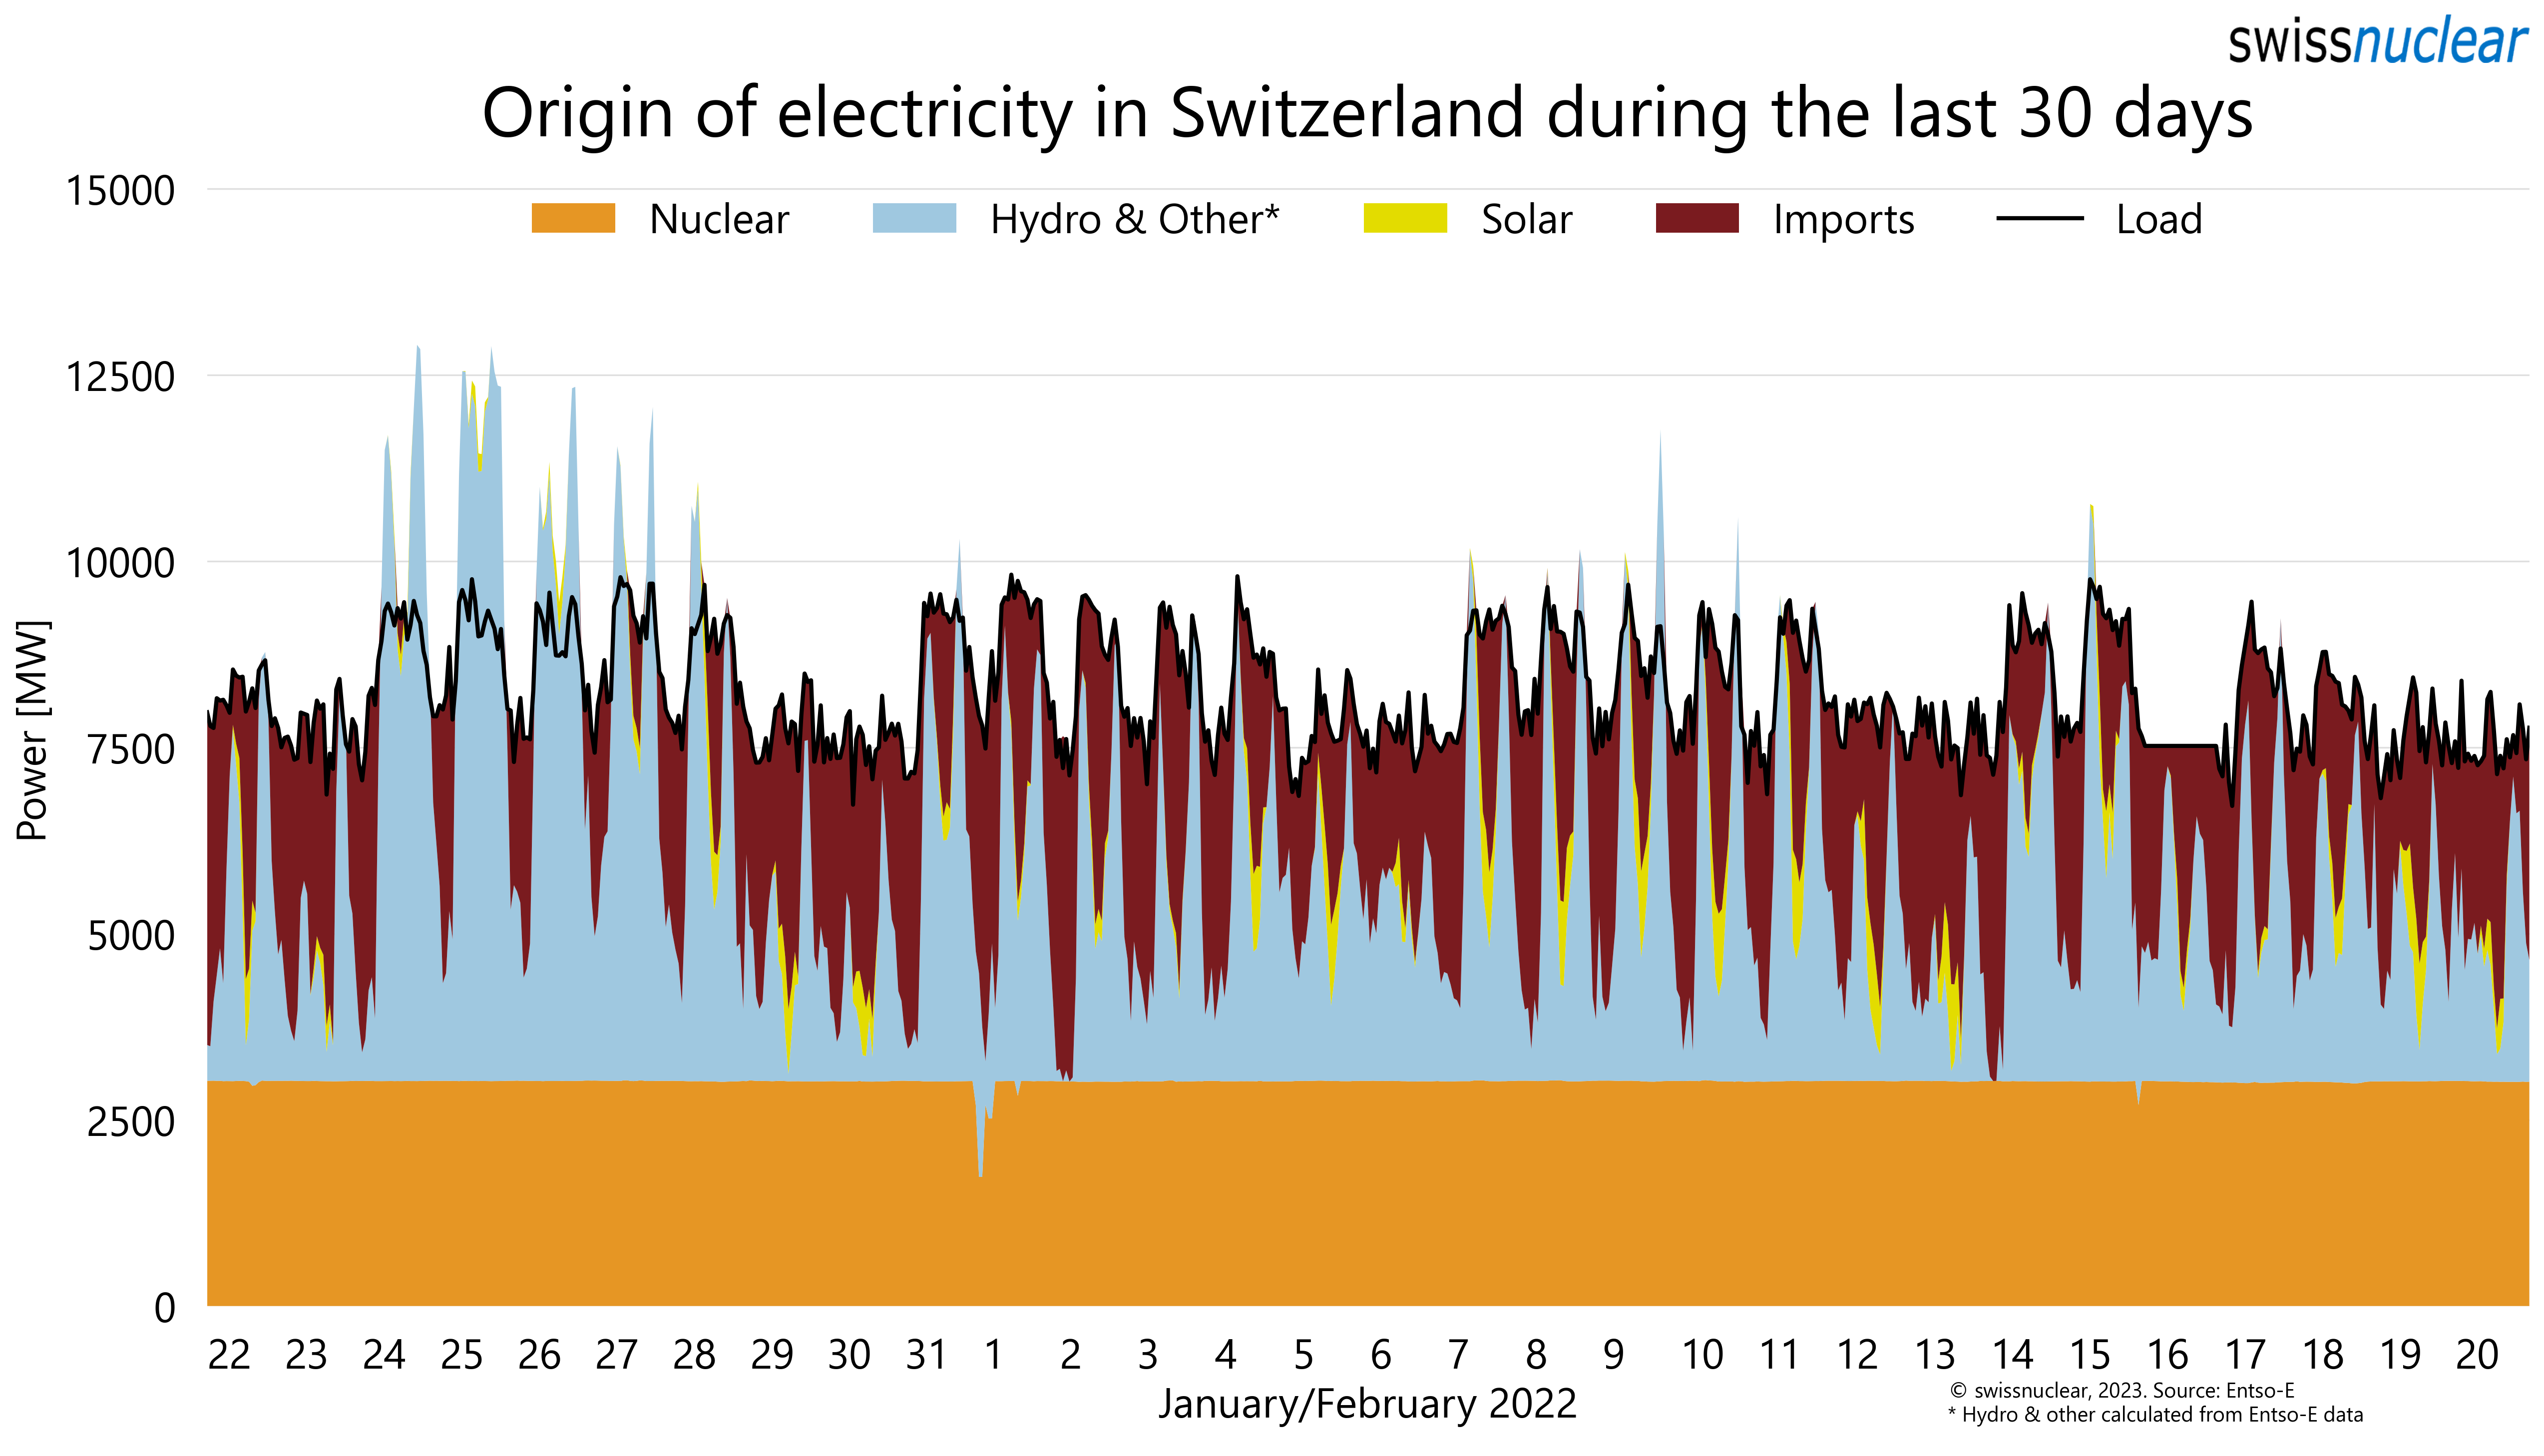 swissnuclear
Origin of electricity in Switzerland during the last 30 days
15000
Nuclear Hydro & Other* Solar Imports Load
12500
10000
7500
5000
2500
0
Power [MW]
22 23 24 25 26 27 28 29 30 31 1 2 3 4 5 6 7 8 9 10 11 12 13 14 15 16 17 18 19 20
January/February 2022
© swissnuclear, 2023. Source: Entso-E
* Hydro & other calculated from Entso-E data